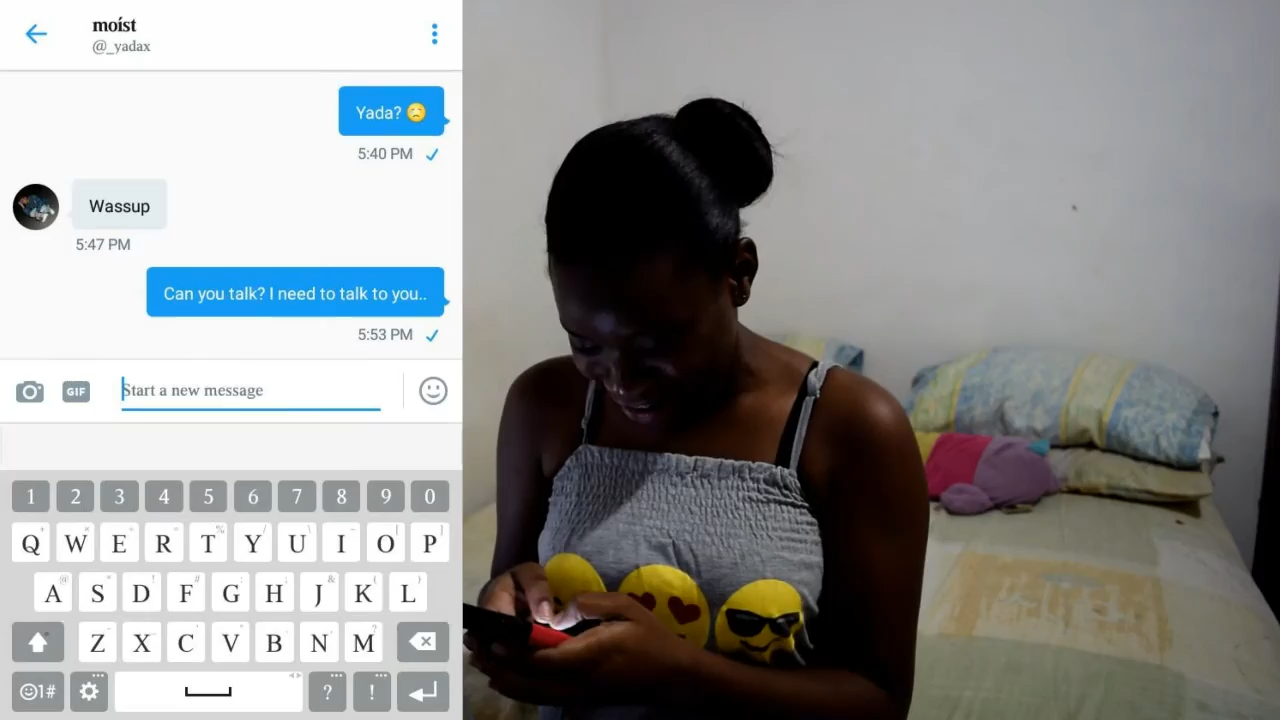 moíst
@_yadax
Yada? 🙁
5:40 PM
Wassup
5:47 PM
Can you talk? I need to talk to you..
5:53 PM
GIF
Start a new message
1 2 3 4 5 6 7 8 9 0
Q W E R T Y U I O P
A S D F G H J K L
Z X C V B N M
☺1# ? !